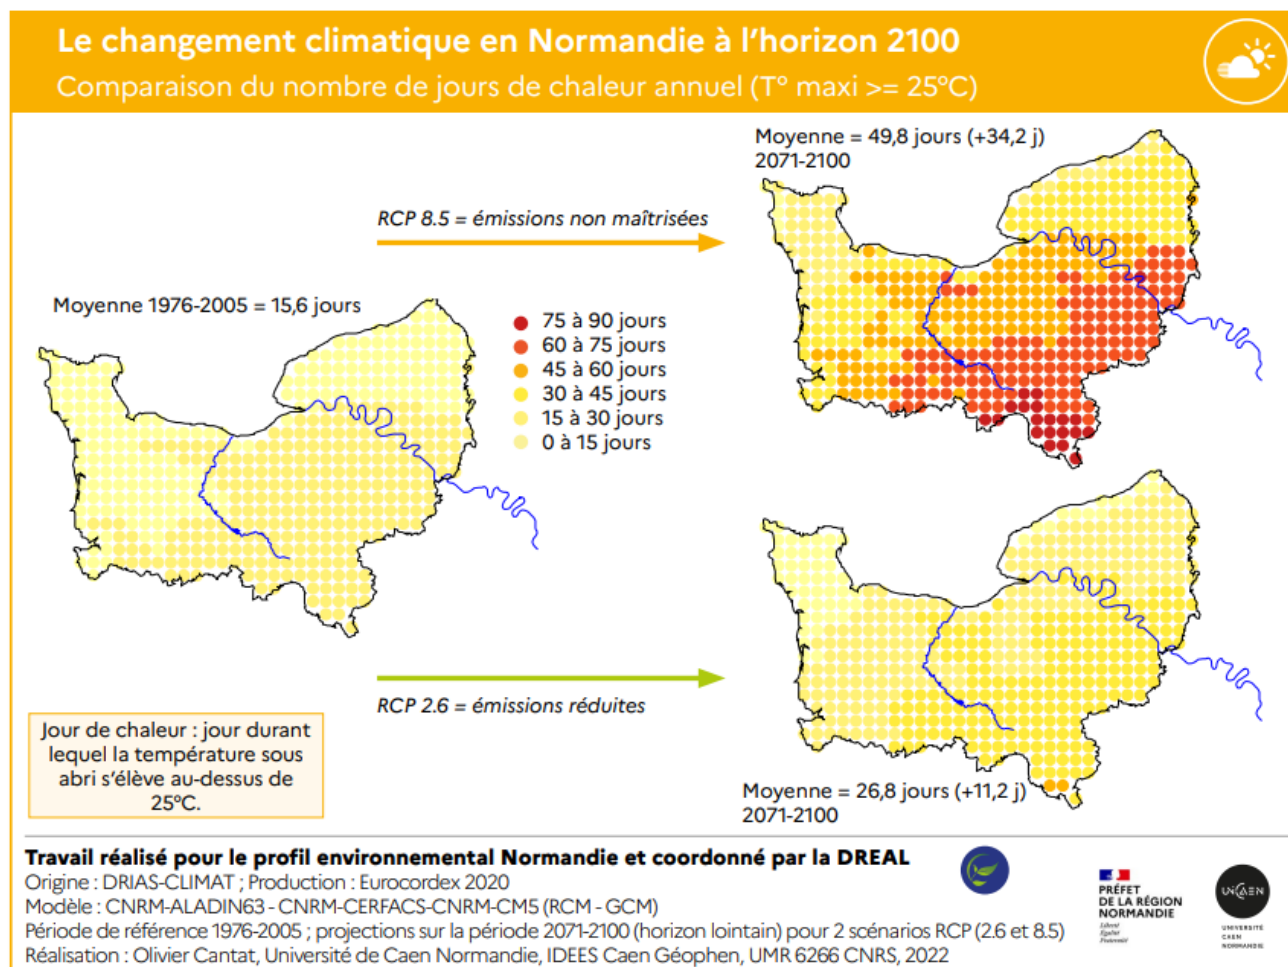 Le changement climatique en Normandie à l'horizon 2100
Comparaison du nombre de jours de chaleur annuel (T° maxi >= 25°C)
Moyenne = 49,8 jours (+34,2 j)
2071-2100
RCP 8.5 = émissions non maîtrisées
Moyenne 1976-2005 = 15,6 jours
75 à 90 jours
60 à 75 jours
45 à 60 jours
30 à 45 jours
15 à 30 jours
0 à 15 jours
RCP 2.6 = émissions réduites
Jour de chaleur : jour durant
lequel la température sous
abri s'élève au-dessus de
25°C.
Moyenne = 26,8 jours (+11,2 j)
2071-2100
Travail réalisé pour le profil environnemental Normandie et coordonné par la DREAL
Origine : DRIAS-CLIMAT ; Production : Eurocordex 2020
Modèle : CNRM-ALADIN63 - CNRM-CERFACS-CNRM-CM5 (RCM - GCM)
Période de référence 1976-2005 ; projections sur la période 2071-2100 (horizon lointain) pour 2 scénarios RCP (2.6 et 8.5)
Réalisation : Olivier Cantat, Université de Caen Normandie, IDEES Caen Géophen, UMR 6266 CNRS, 2022
PRÉFET
DE LA RÉGION
NORMANDIE
Liberté
Égalité
Fraternité
UNICAEN
UNIVERSITÉ
CAEN
NORMANDIE